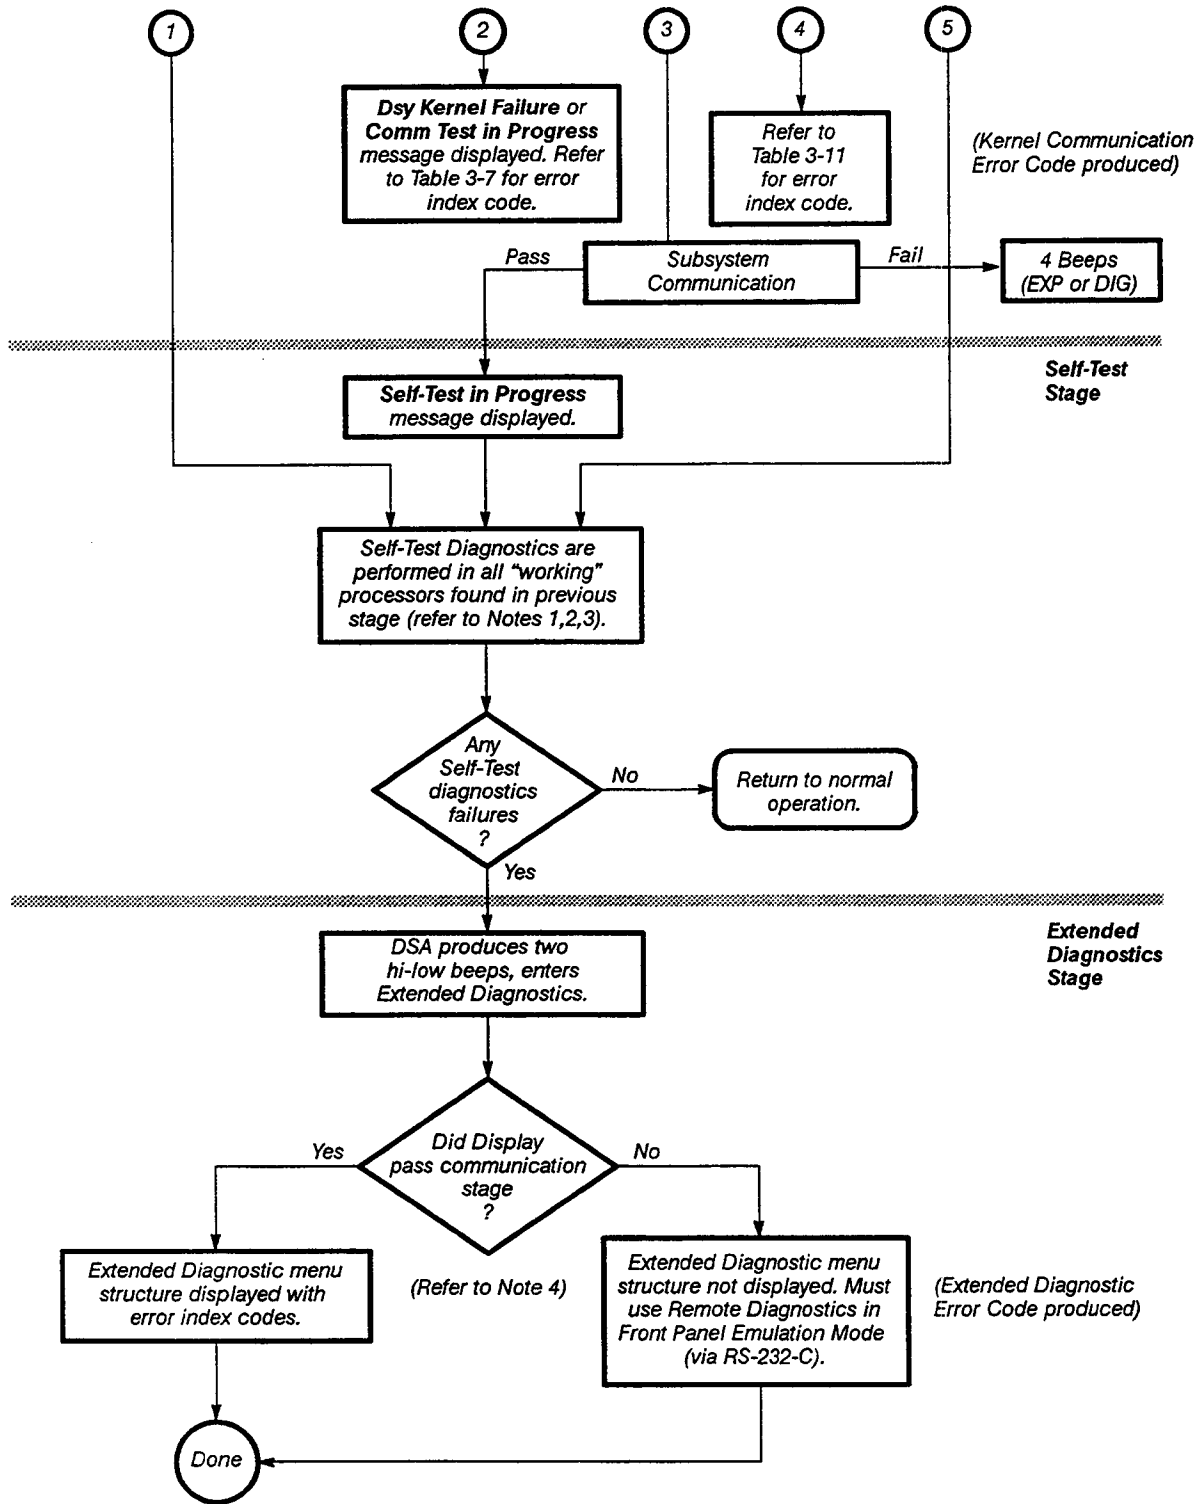 1
2
3
4
5
Dsy Kernel Failure or
Comm Test in Progress
message displayed. Refer
to Table 3-7 for error
index code.
Refer to
Table 3-11
for error
index code.
(Kernel Communication
Error Code produced)
Pass
Subsystem
Communication
Fail
4 Beeps
(EXP or DIG)
Self-Test
Stage
Self-Test in Progress
message displayed.
Self-Test Diagnostics are
performed in all "working"
processors found in previous
stage (refer to Notes 1,2,3).
Any
Self-Test
diagnostics
failures
?
No
Return to normal
operation.
Yes
Extended
Diagnostics
Stage
DSA produces two
hi-low beeps, enters
Extended Diagnostics.
Yes
Did Display
pass communication
stage
?
No
Extended Diagnostic menu
structure displayed with
error index codes.
(Refer to Note 4)
Extended Diagnostic menu
structure not displayed. Must
use Remote Diagnostics in
Front Panel Emulation Mode
(via RS-232-C).
(Extended Diagnostic
Error Code produced)
Done